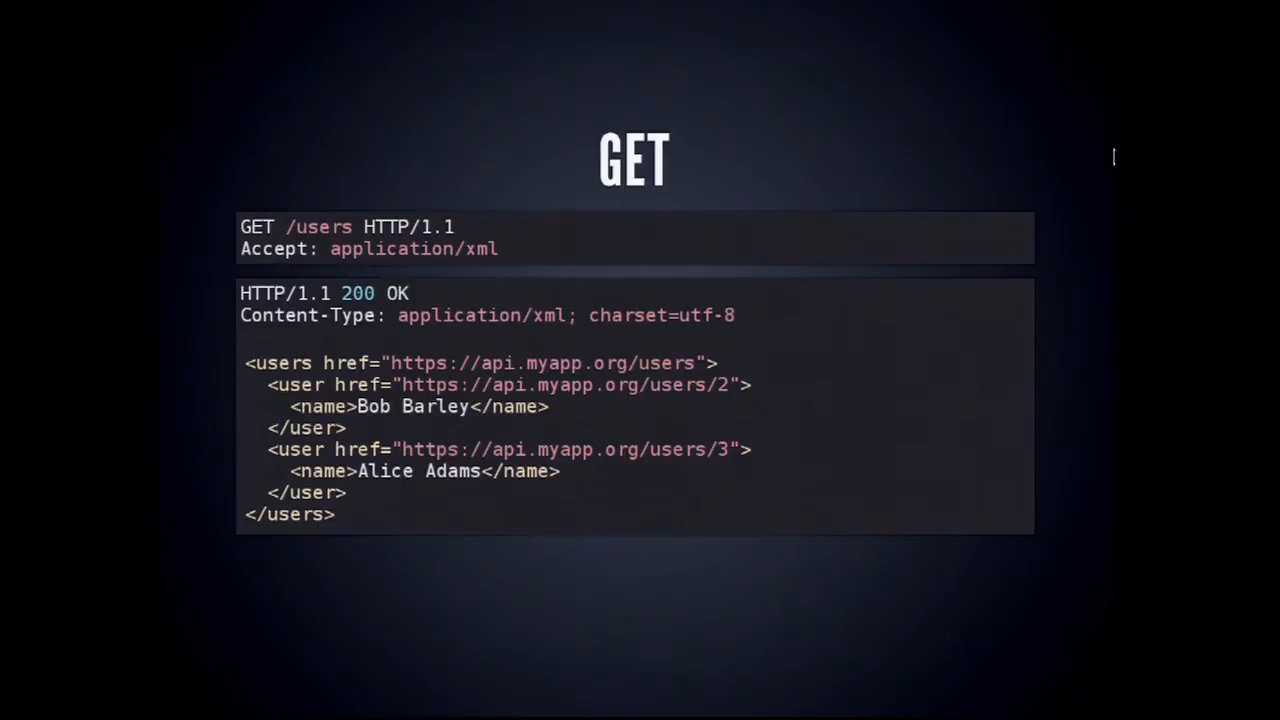 GET
GET /users HTTP/1.1
Accept: application/xml
HTTP/1.1 200 OK
Content-Type: application/xml; charset=utf-8
<users href="https://api.myapp.org/users">
  <user href="https://api.myapp.org/users/2">
    <name>Bob Barley</name>
  </user>
  <user href="https://api.myapp.org/users/3">
    <name>Alice Adams</name>
  </user>
</users>